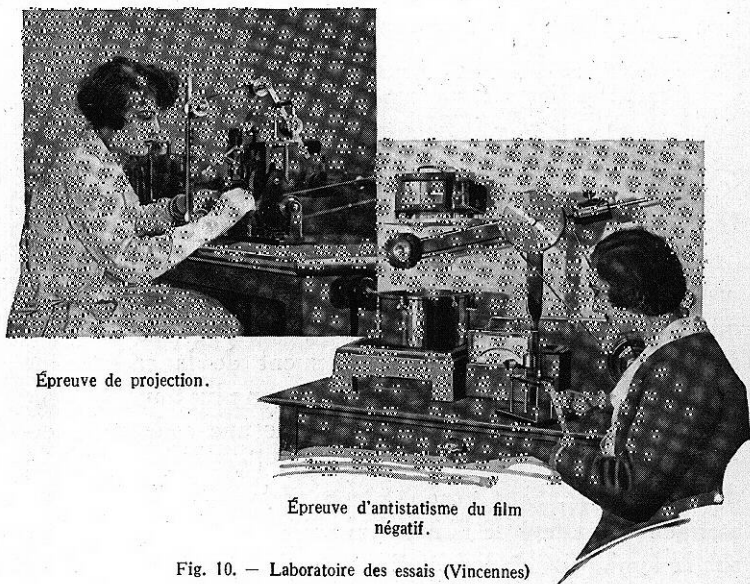 Épreuve de projection.
Épreuve d'antistatisme du film
négatif.
Fig. 10. — Laboratoire des essais (Vincennes)